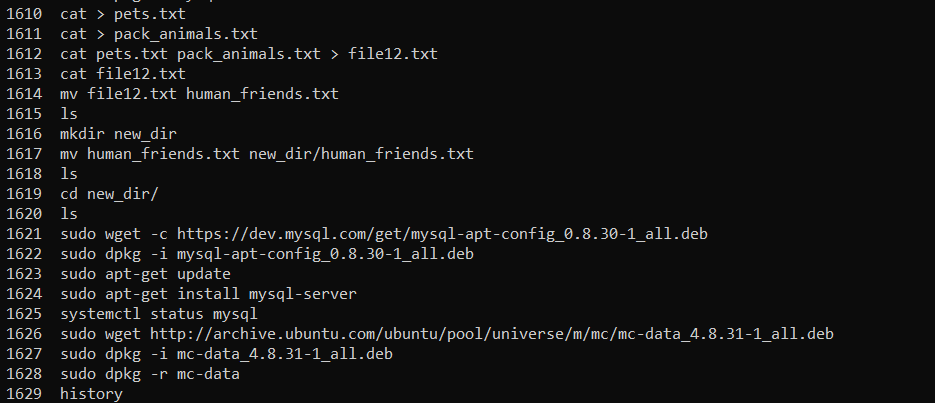 1610 cat > pets.txt
1611 cat > pack_animals.txt
1612 cat pets.txt pack_animals.txt > file12.txt
1613 cat file12.txt
1614 mv file12.txt human_friends.txt
1615 ls
1616 mkdir new_dir
1617 mv human_friends.txt new_dir/human_friends.txt
1618 ls
1619 cd new_dir/
1620 ls
1621 sudo wget -c https://dev.mysql.com/get/mysql-apt-config_0.8.30-1_all.deb
1622 sudo dpkg -i mysql-apt-config_0.8.30-1_all.deb
1623 sudo apt-get update
1624 sudo apt-get install mysql-server
1625 systemctl status mysql
1626 sudo wget http://archive.ubuntu.com/ubuntu/pool/universe/m/mc/mc-data_4.8.31-1_all.deb
1627 sudo dpkg -i mc-data_4.8.31-1_all.deb
1628 sudo dpkg -r mc-data
1629 history